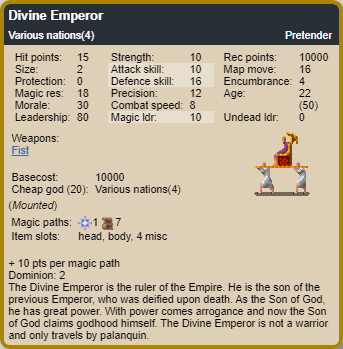 Divine Emperor
Various nations(4) Pretender
Hit points: 15 Strength: 10 Rec points: 10000
Size: 2 Attack skill: 10 Map move: 16
Protection: 0 Defence skill: 16 Encumbrance: 4
Magic res: 18 Precision: 12 Age: 22
Morale: 30 Combat speed: 8 (50)
Leadership: 80 Magic ldr: 10 Undead ldr: 0
Weapons:
Fist
Basecost: 10000
Cheap god (20): Various nations(4)
(Mounted)
Magic paths: 1 7
Item slots: head, body, 4 misc
+ 10 pts per magic path
Dominion: 2
The Divine Emperor is the ruler of the Empire. He is the son of the
previous Emperor, who was deified upon death. As the Son of God,
he has great power. With power comes arrogance and now the Son
of God claims godhood himself. The Divine Emperor is not a warrior
and only travels by palanquin.